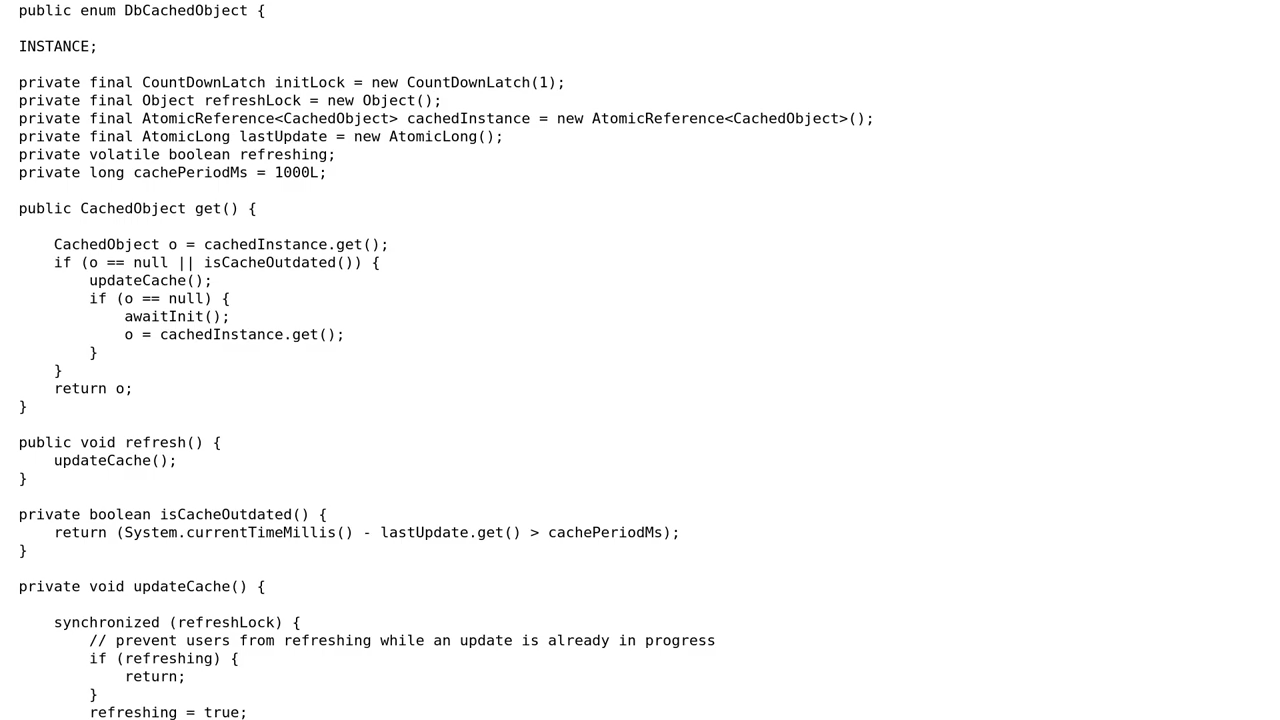 public enum DbCachedObject {
INSTANCE;
private final CountDownLatch initLock = new CountDownLatch(1);
private final Object refreshLock = new Object();
private final AtomicReference<CachedObject> cachedInstance = new AtomicReference<CachedObject>();
private final AtomicLong lastUpdate = new AtomicLong();
private volatile boolean refreshing;
private long cachePeriodMs = 1000L;
public CachedObject get() {
    CachedObject o = cachedInstance.get();
    if (o == null || isCacheOutdated()) {
        updateCache();
        if (o == null) {
            awaitInit();
            o = cachedInstance.get();
        }
    }
    return o;
}
public void refresh() {
    updateCache();
}
private boolean isCacheOutdated() {
    return (System.currentTimeMillis() - lastUpdate.get() > cachePeriodMs);
}
private void updateCache() {
    synchronized (refreshLock) {
        // prevent users from refreshing while an update is already in progress
        if (refreshing) {
            return;
        }
        refreshing = true;